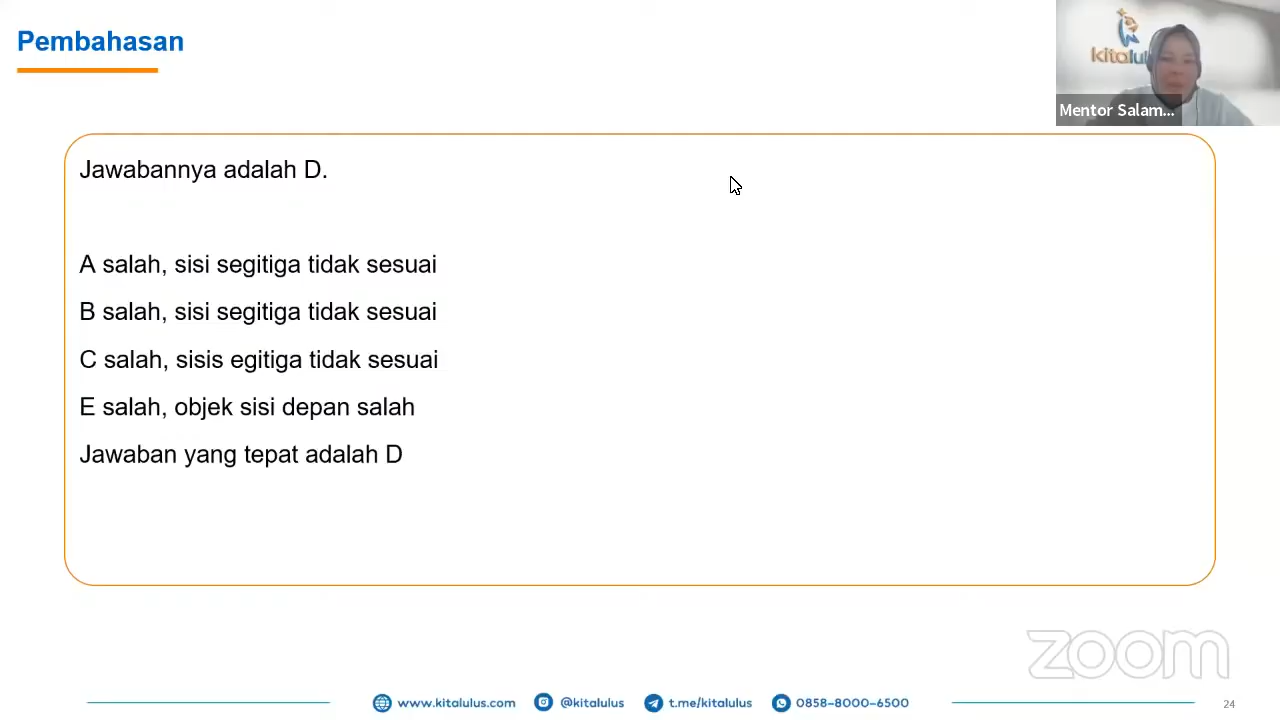 Pembahasan
kitalulu
Mentor Salam...
Jawabannya adalah D.
A salah, sisi segitiga tidak sesuai
B salah, sisi segitiga tidak sesuai
C salah, sisis egitiga tidak sesuai
E salah, objek sisi depan salah
Jawaban yang tepat adalah D
zoom
www.kitalulus.com @kitalulus t.me/kitalulus 0858-8000-6500
24